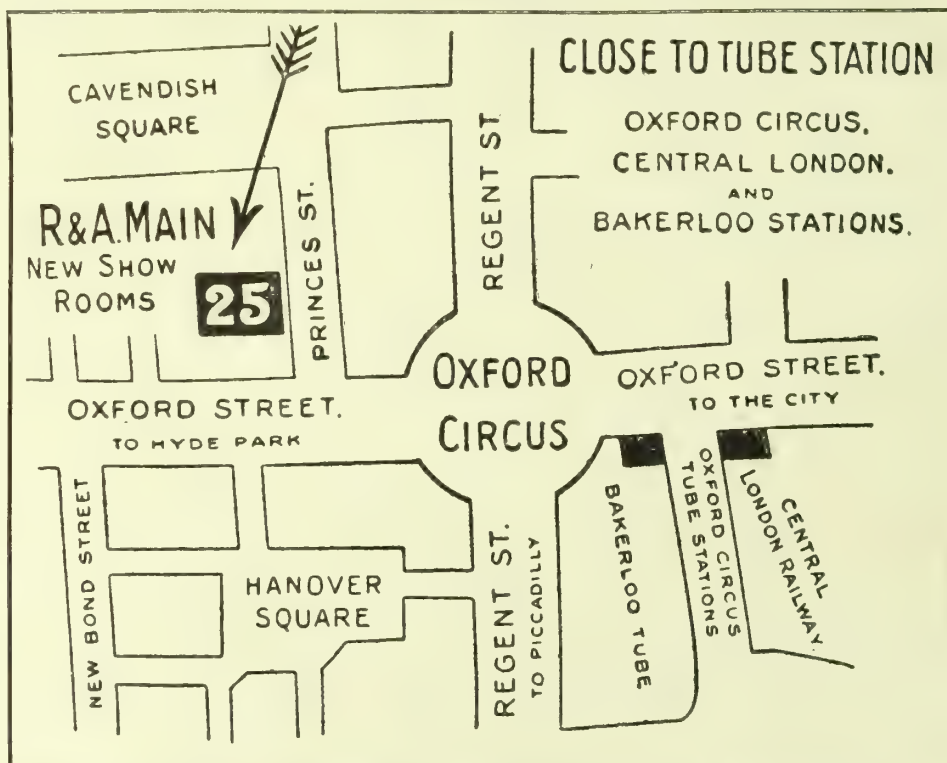 CLOSE TO TUBE STATION
OXFORD CIRCUS.
CENTRAL LONDON.
AND
BAKERLOO STATIONS.
CAVENDISH
SQUARE
R&A.MAIN
NEW SHOW
ROOMS
25
PRINCES ST.
REGENT ST.
OXFORD
CIRCUS
OXFORD STREET.
TO THE CITY
OXFORD STREET.
TO HYDE PARK
NEW BOND STREET
HANOVER
SQUARE
REGENT ST.
TO PICCADILLY
BAKERLOO TUBE
OXFORD CIRCUS
TUBE STATIONS
CENTRAL
LONDON RAILWAY.